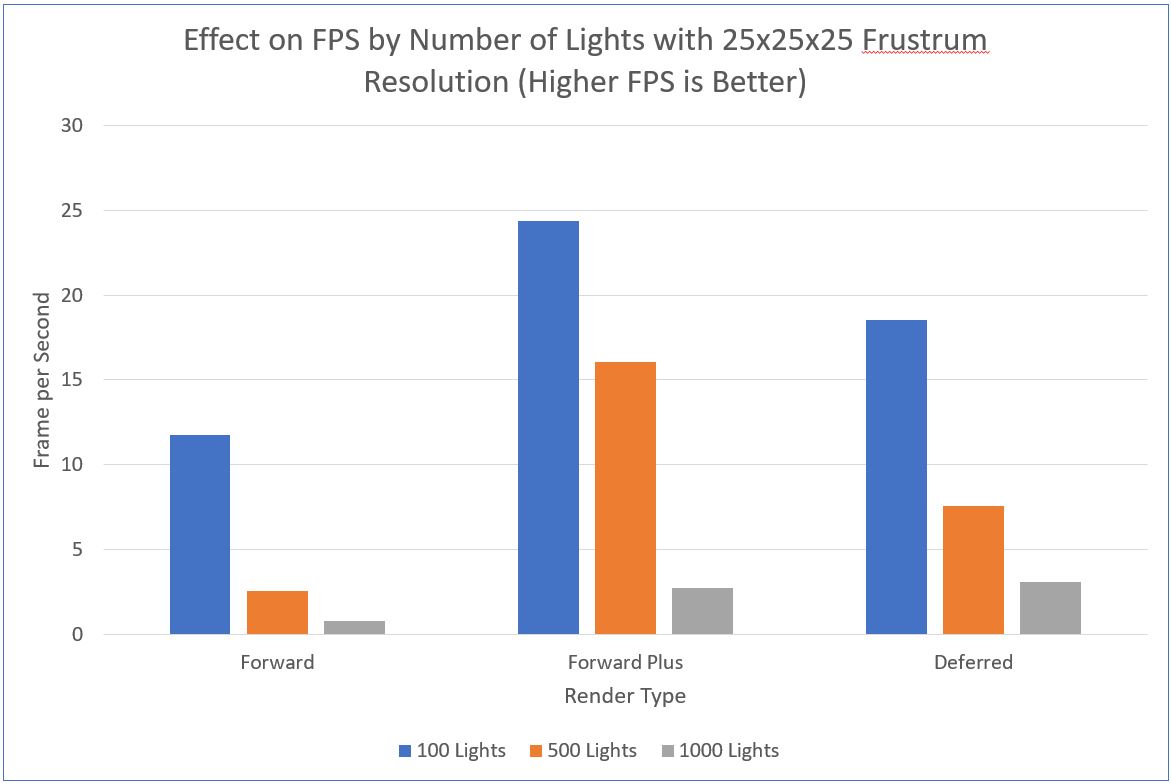 Effect on FPS by Number of Lights with 25x25x25 Frustrum
Resolution (Higher FPS is Better)
30
25
20
15
10
5
0
Frame per Second
Forward
Forward Plus
Deferred
Render Type
100 Lights
500 Lights
1000 Lights